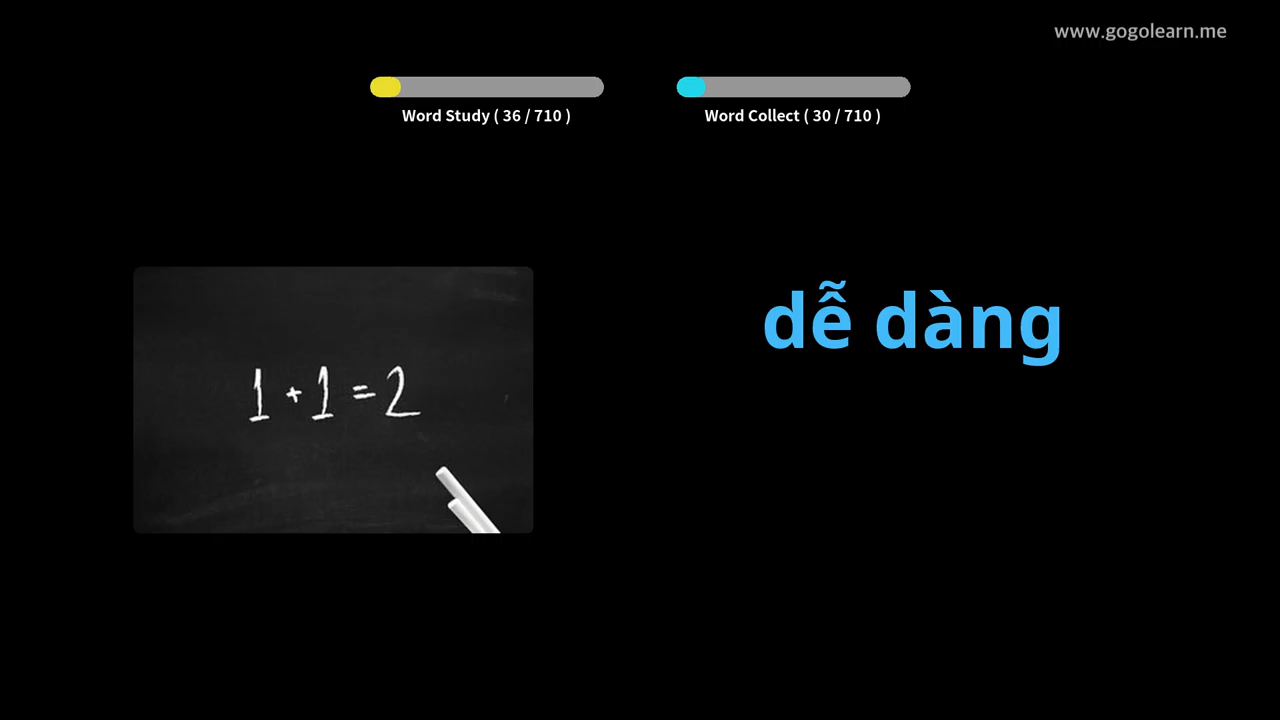 www.gogolearn.me
Word Study ( 36 / 710 )
Word Collect ( 30 / 710 )
1 + 1 = 2
dễ dàng